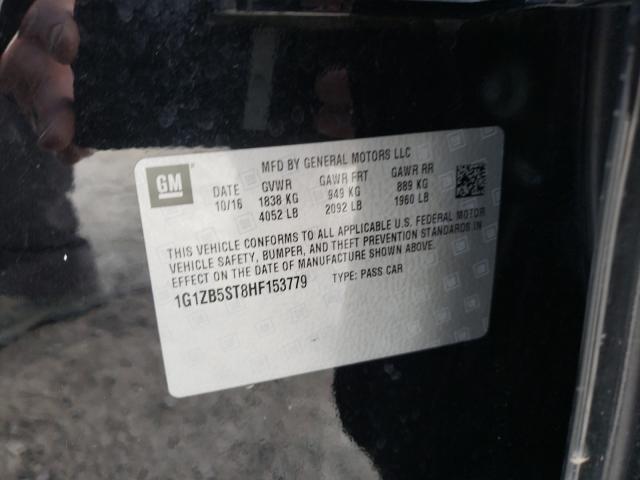 GM
MFD BY GENERAL MOTORS LLC
DATE GVWR GAWR FRT GAWR RR
10/16 1838 KG 949 KG 889 KG
4052 LB 2092 LB 1960 LB
THIS VEHICLE CONFORMS TO ALL APPLICABLE U.S. FEDERAL MOTOR
VEHICLE SAFETY, BUMPER, AND THEFT PREVENTION STANDARDS IN
EFFECT ON THE DATE OF MANUFACTURE SHOWN ABOVE.
1G1ZB5ST8HF153779 TYPE: PASS CAR